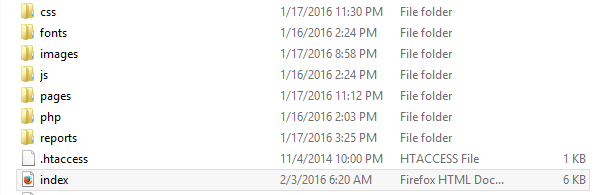 css 1/17/2016 11:30 PM File folder
fonts 1/16/2016 2:24 PM File folder
images 1/17/2016 8:58 PM File folder
js 1/16/2016 2:24 PM File folder
pages 1/17/2016 11:12 PM File folder
php 1/16/2016 2:03 PM File folder
reports 1/17/2016 3:25 PM File folder
.htaccess 11/4/2014 10:00 PM HTACCESS File 1 KB
index 2/3/2016 6:20 AM Firefox HTML Doc... 6 KB